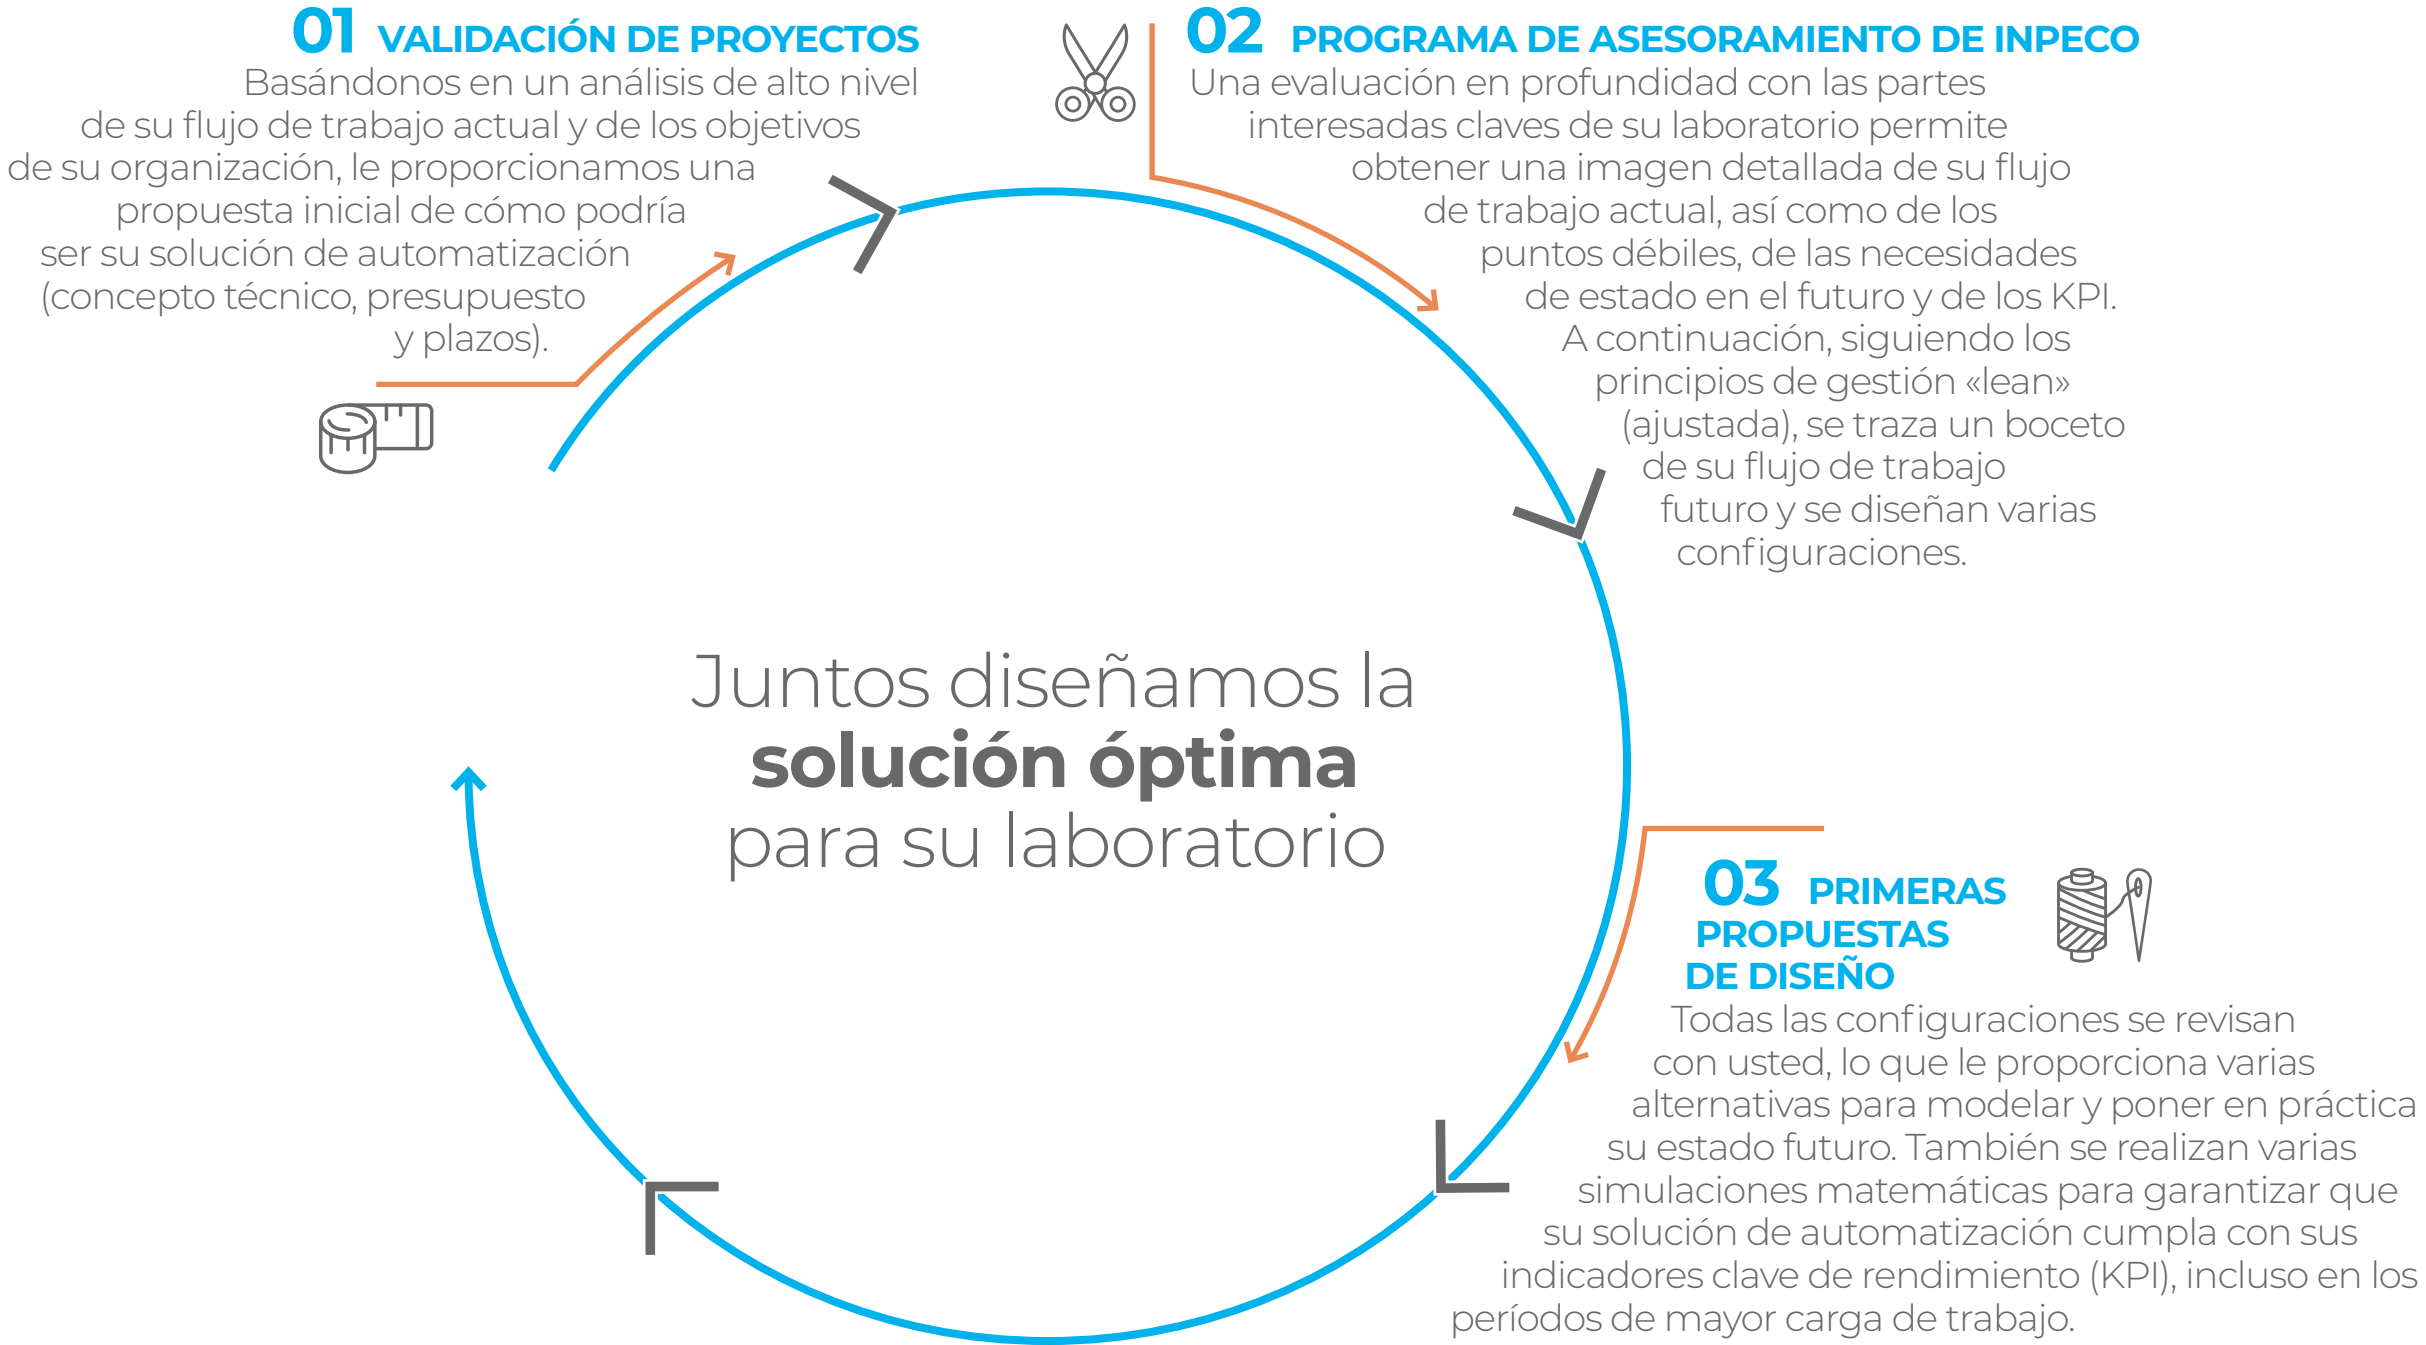 01 VALIDACIÓN DE PROYECTOS
Basándonos en un análisis de alto nivel
de su flujo de trabajo actual y de los objetivos
de su organización, le proporcionamos una
propuesta inicial de cómo podría
ser su solución de automatización
(concepto técnico, presupuesto
y plazos).
02 PROGRAMA DE ASESORAMIENTO DE INPECO
Una evaluación en profundidad con las partes
interesadas claves de su laboratorio permite
obtener una imagen detallada de su flujo
de trabajo actual, así como de los
puntos débiles, de las necesidades
de estado en el futuro y de los KPI.
A continuación, siguiendo los
principios de gestión «lean»
(ajustada), se traza un boceto
de su flujo de trabajo
futuro y se diseñan varias
configuraciones.
Juntos diseñamos la
solución óptima
para su laboratorio
03 PRIMERAS
PROPUESTAS
DE DISEÑO
Todas las configuraciones se revisan
con usted, lo que le proporciona varias
alternativas para modelar y poner en práctica
su estado futuro. También se realizan varias
simulaciones matemáticas para garantizar que
su solución de automatización cumpla con sus
indicadores clave de rendimiento (KPI), incluso en los
períodos de mayor carga de trabajo.